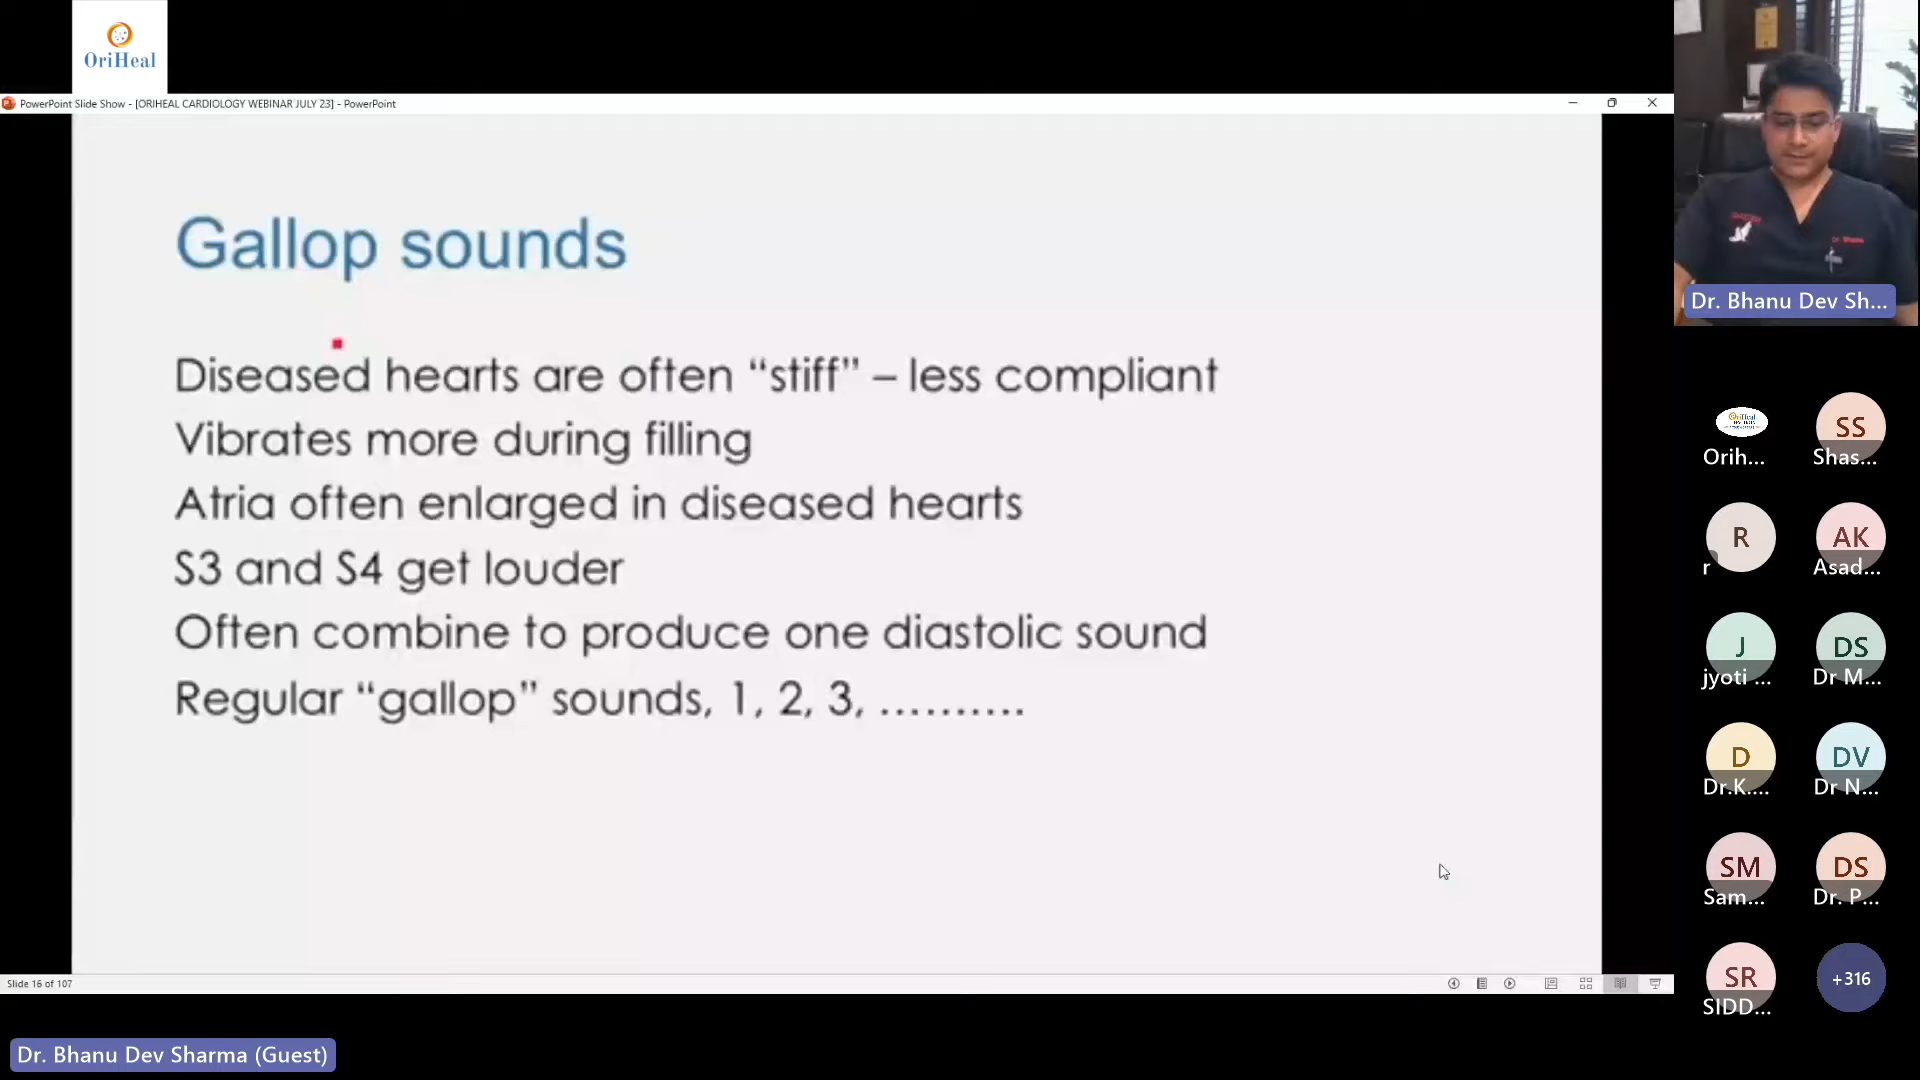 OriHeal
PowerPoint Slide Show - [ORIHEAL CARDIOLOGY WEBINAR JULY 23] - PowerPoint
Gallop sounds
Diseased hearts are often “stiff” – less compliant
Vibrates more during filling
Atria often enlarged in diseased hearts
S3 and S4 get louder
Often combine to produce one diastolic sound
Regular “gallop” sounds, 1, 2, 3, ……….
Slide 16 of 107
Dr. Bhanu Dev Sharma (Guest)
Dr. Bhanu Dev Sh...
Orih...
SS
Shas...
R
r
AK
Asad...
J
jyoti ...
DS
Dr M...
D
Dr.K....
DV
Dr N...
SM
Sam...
DS
Dr. P...
SR
SIDD...
+316